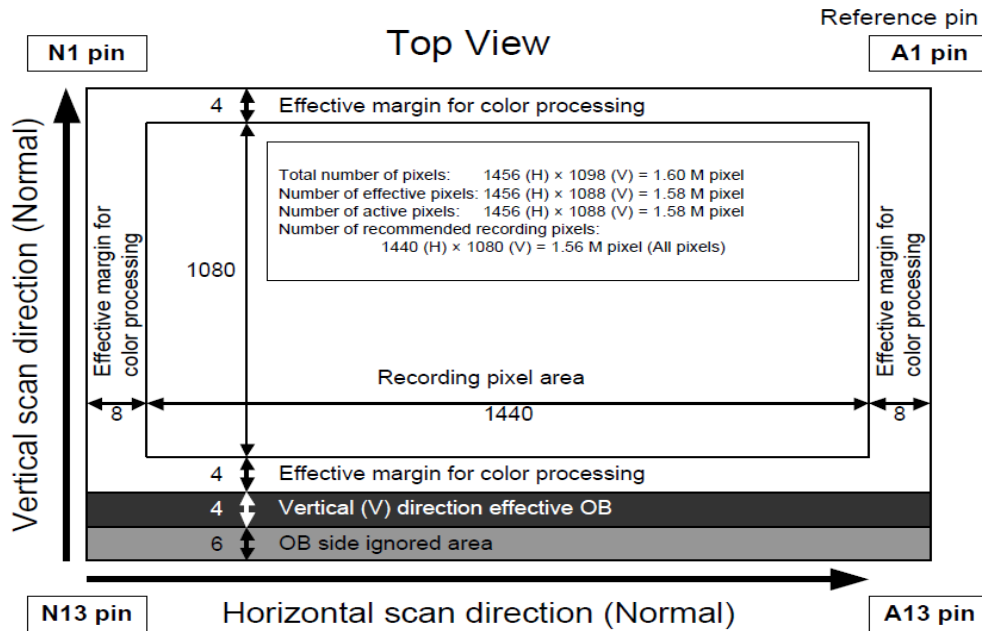 Reference pin
N1 pin
Top View
A1 pin
4
Effective margin for color processing
Total number of pixels: 1456 (H) × 1098 (V) = 1.60 M pixel
Number of effective pixels: 1456 (H) × 1088 (V) = 1.58 M pixel
Number of active pixels: 1456 (H) × 1088 (V) = 1.58 M pixel
Number of recommended recording pixels:
1440 (H) × 1080 (V) = 1.56 M pixel (All pixels)
Vertical scan direction (Normal)
Effective margin for
color processing
1080
Effective margin for
color processing
Recording pixel area
8
1440
8
4
Effective margin for color processing
4
Vertical (V) direction effective OB
6
OB side ignored area
N13 pin
Horizontal scan direction (Normal)
A13 pin